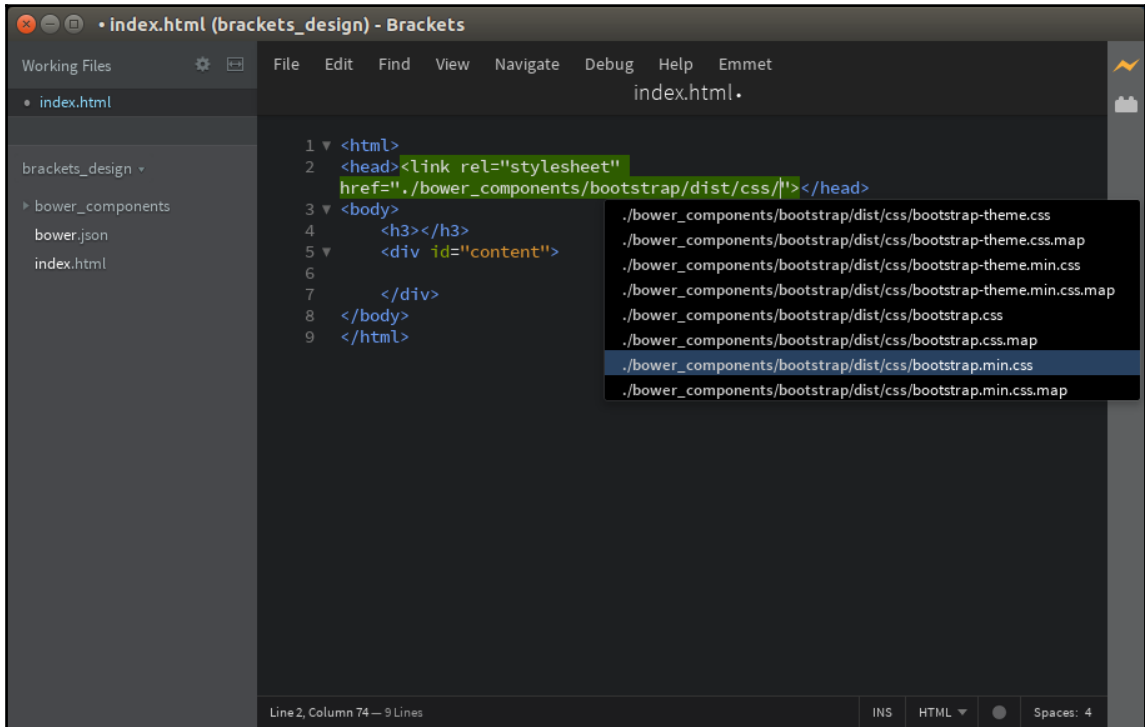 • index.html (brackets_design) - Brackets
Working Files
• index.html
brackets_design
bower_components
bower.json
index.html
File Edit Find View Navigate Debug Help Emmet
index.html•
1 <html>
2 <head><link rel="stylesheet"
href="./bower_components/bootstrap/dist/css/"></head>
3 <body>
4 <h3></h3>
5 <div id="content">
6
7 </div>
8 </body>
9 </html>
./bower_components/bootstrap/dist/css/bootstrap-theme.css
./bower_components/bootstrap/dist/css/bootstrap-theme.css.map
./bower_components/bootstrap/dist/css/bootstrap-theme.min.css
./bower_components/bootstrap/dist/css/bootstrap-theme.min.css.map
./bower_components/bootstrap/dist/css/bootstrap.css
./bower_components/bootstrap/dist/css/bootstrap.css.map
./bower_components/bootstrap/dist/css/bootstrap.min.css
./bower_components/bootstrap/dist/css/bootstrap.min.css.map
Line 2, Column 74 — 9 Lines
INS HTML Spaces: 4